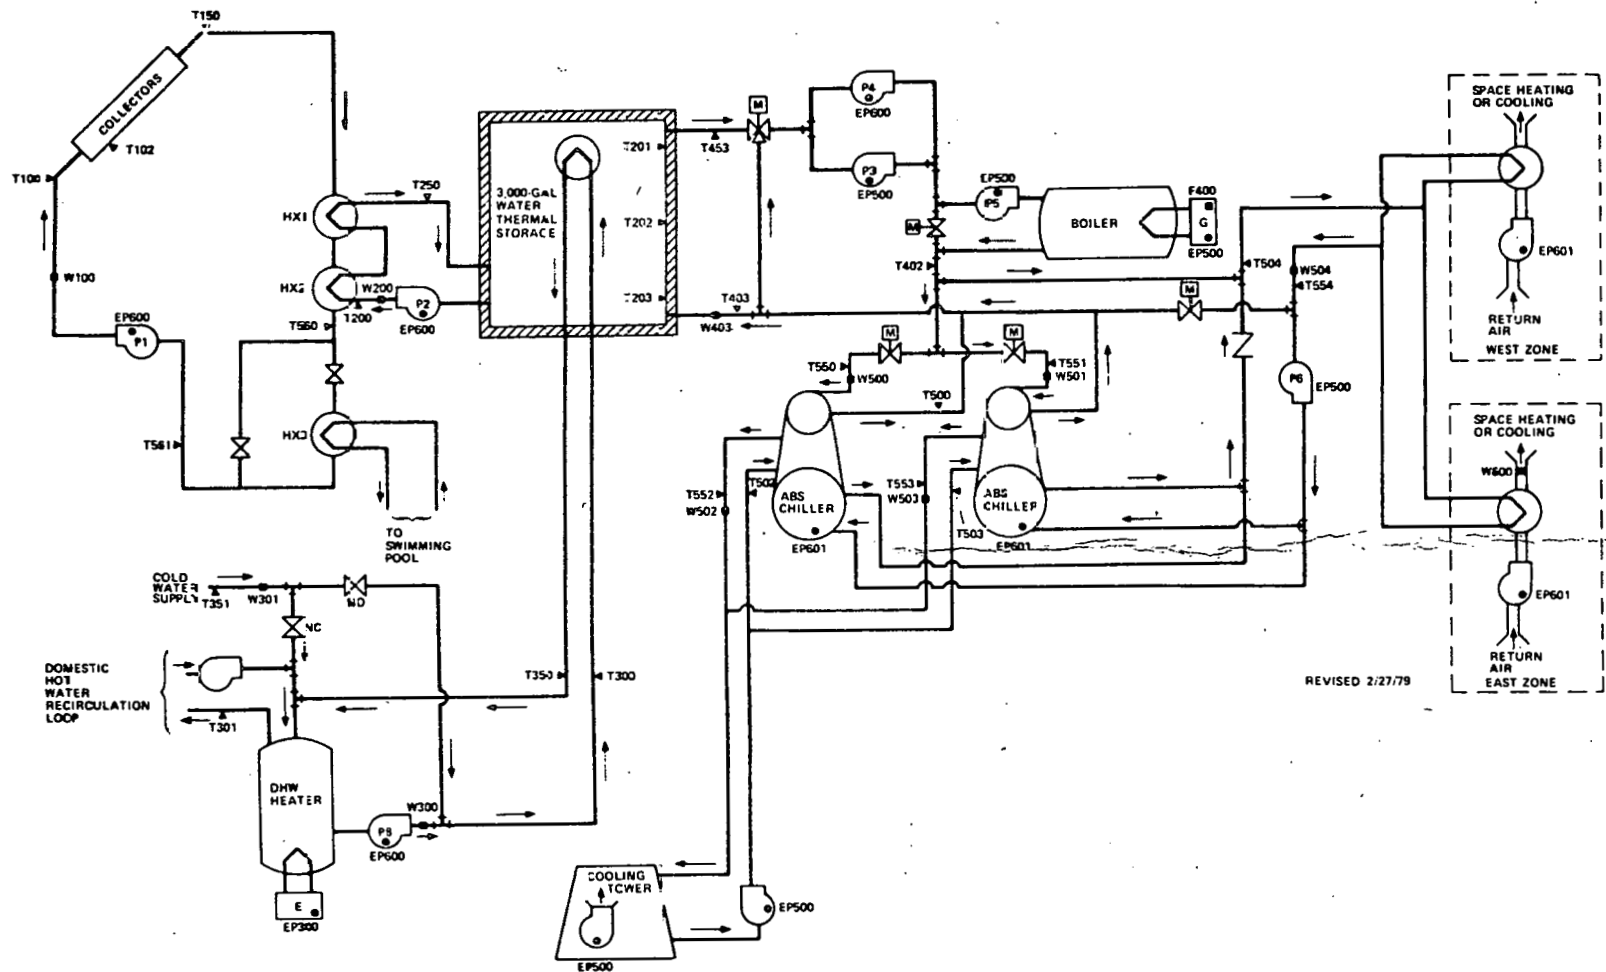 T150
COLLECTORS
T102
T100
W100
EP600
P1
T561
HX1
T250
HX2
W200
T200
P2
EP600
T560
HX3
TO
SWIMMING
POOL
3,000-GAL
WATER
THERMAL
STORAGE
T201
T202
T203
T453
M
P4
EP600
P3
EP500
M
T402
EP500
P5
BOILER
F400
G
EP500
T403
W403
M
T504
W504
T554
P6
EP500
M
M
T550
W500
T551
W501
T500
T552
W502
T502
ABS
CHILLER
EP601
T553
W503
T503
ABS
CHILLER
EP601
SPACE HEATING
OR COOLING
EP601
RETURN
AIR
WEST ZONE
SPACE HEATING
OR COOLING
W600
EP601
RETURN
AIR
EAST ZONE
REVISED 2/27/79
COLD
WATER
SUPPLY
T351
W301
NO
NC
DOMESTIC
HOT
WATER
RECIRCULATION
LOOP
T301
T350
T300
DHW
HEATER
E
EP300
P8
EP600
W300
COOLING
TOWER
EP500
EP500